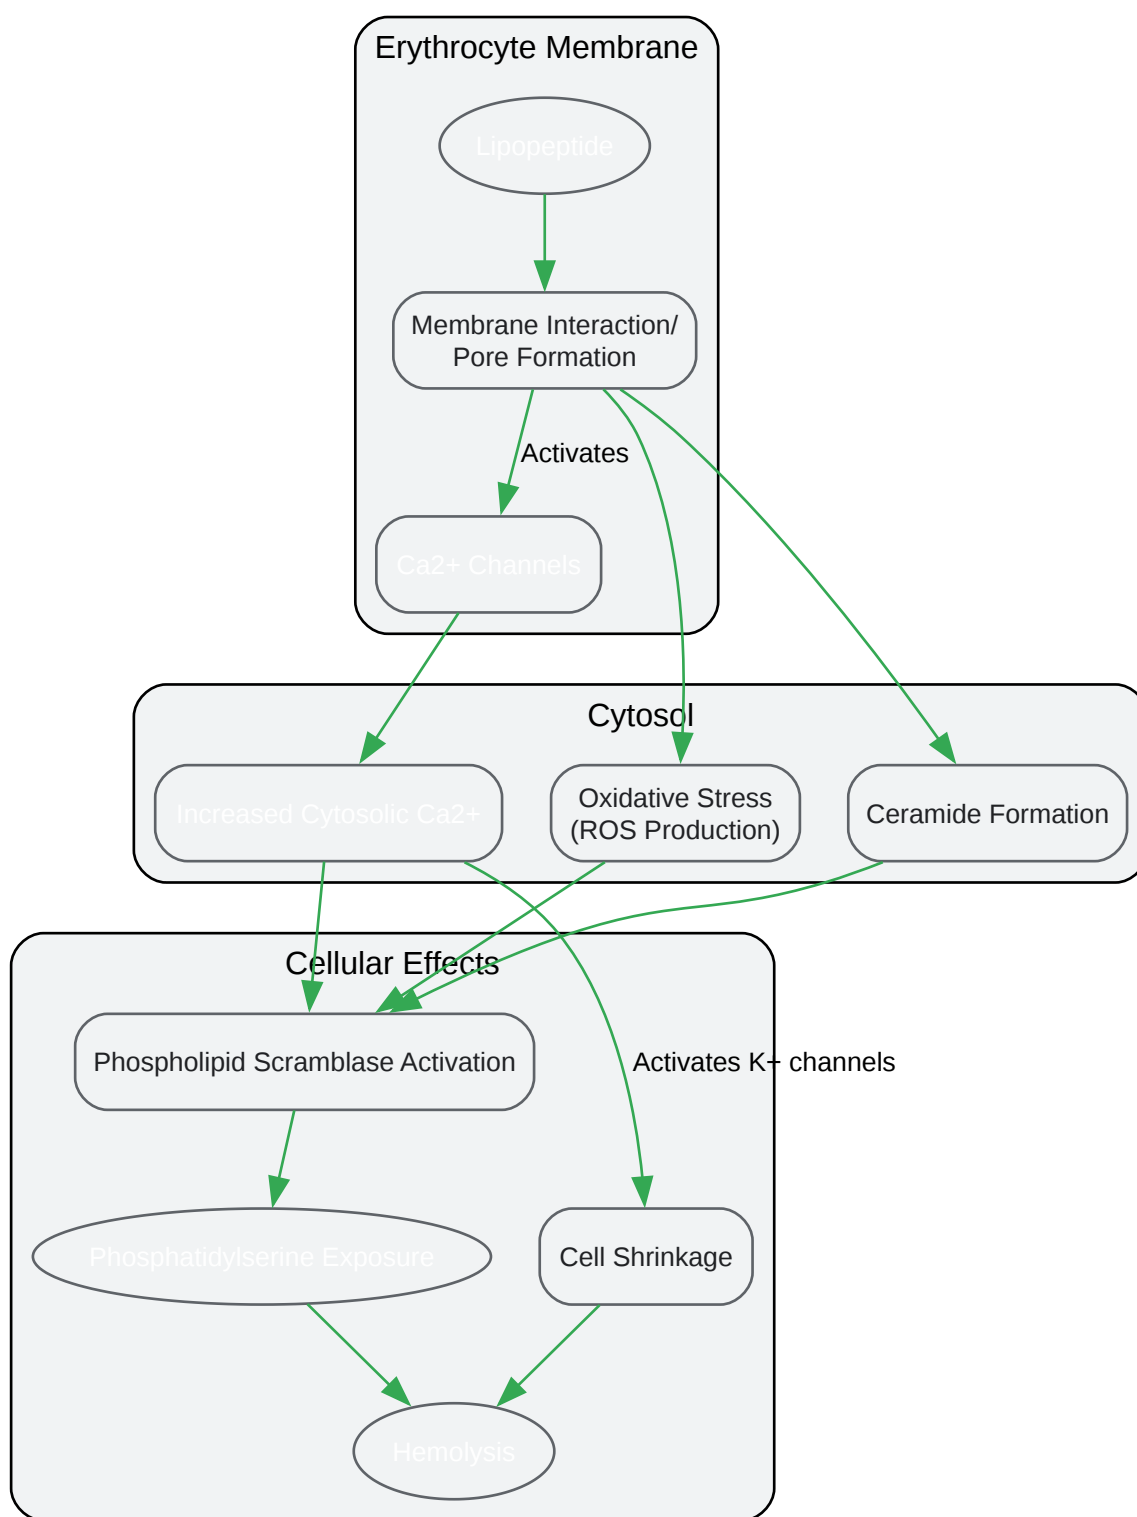 Erythrocyte Membrane
Lipopeptide
Membrane Interaction/
Pore Formation
Activates
Ca2+ Channels
Cytosol
Increased Cytosolic Ca2+
Oxidative Stress
(ROS Production)
Ceramide Formation
Cellular Effects
Phospholipid Scramblase Activation
Activates K+ channels
Phosphatidylserine Exposure
Cell Shrinkage
Hemolysis